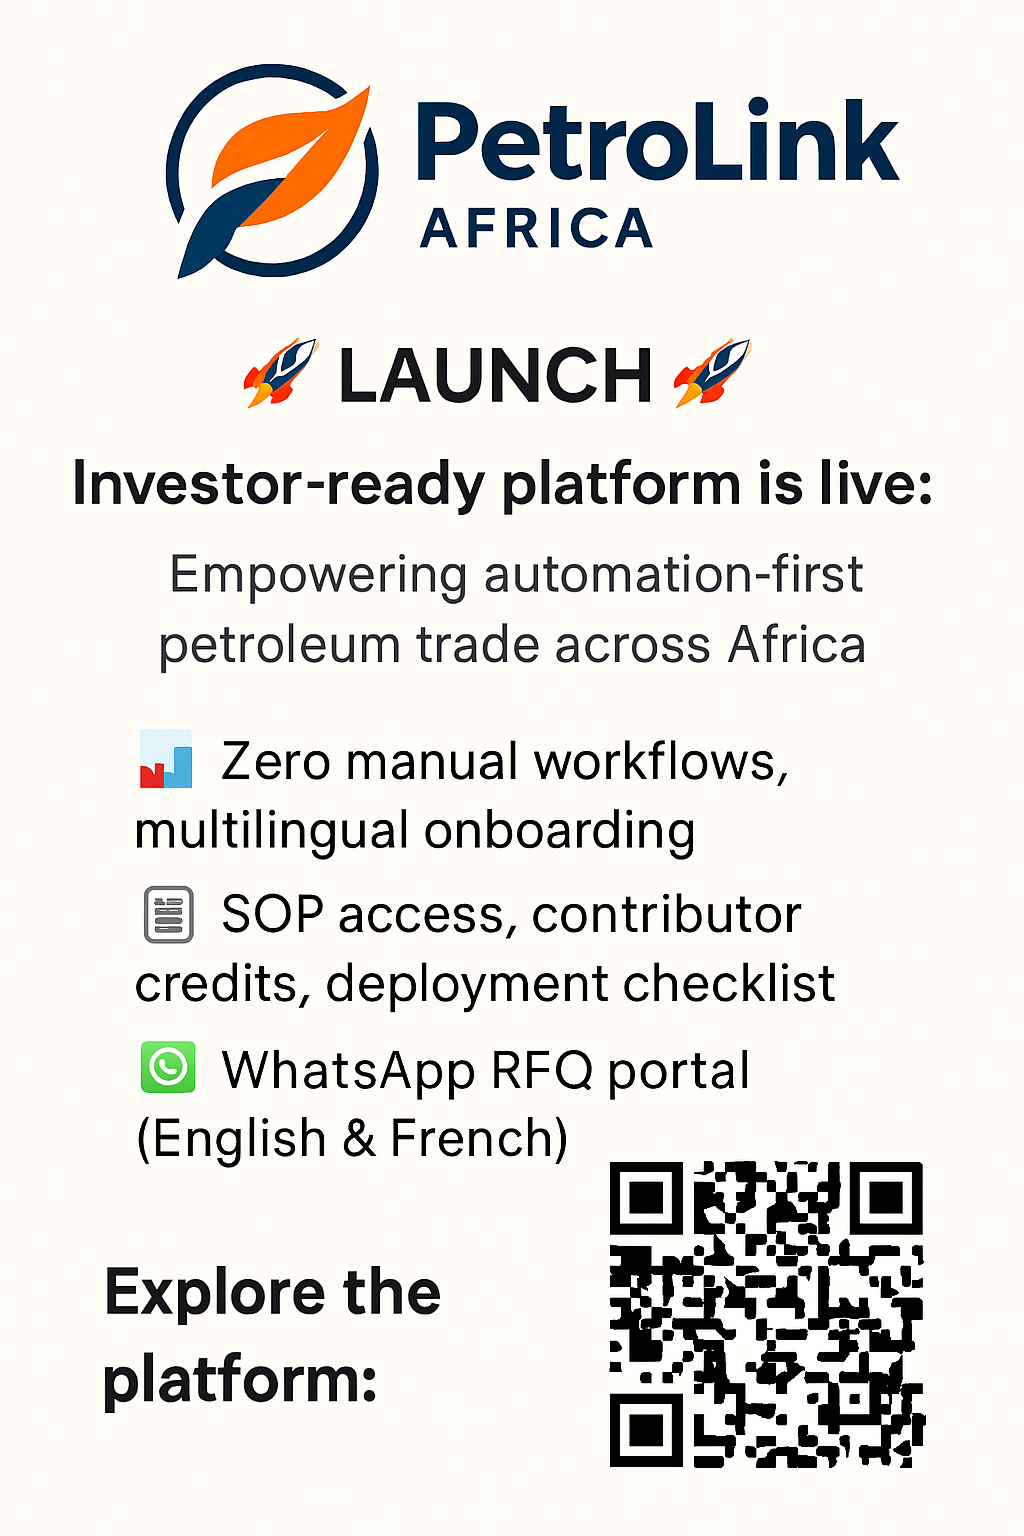 PetroLink
AFRICA
LAUNCH
Investor-ready platform is live:
Empowering automation-first
petroleum trade across Africa
Zero manual workflows,
multilingual onboarding
SOP access, contributor
credits, deployment checklist
WhatsApp RFQ portal
(English & French)
Explore the
platform: